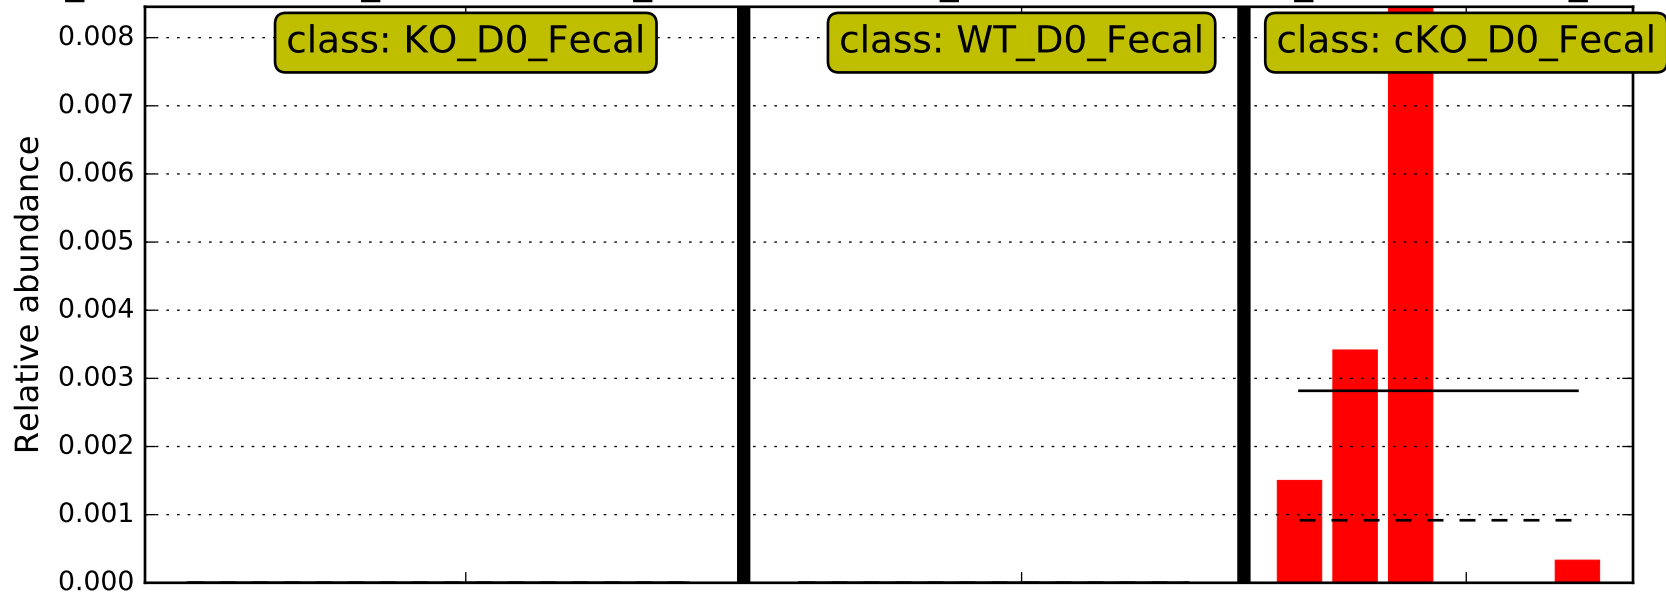 class: KO_D0_Fecal
class: WT_D0_Fecal
class: cKO_D0_Fecal
Relative abundance
0.008
0.007
0.006
0.005
0.004
0.003
0.002
0.001
0.000